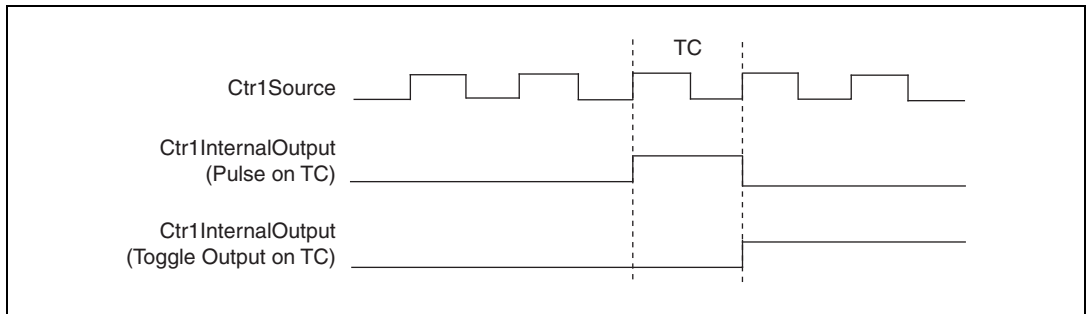 TC
Ctr1Source
Ctr1InternalOutput
(Pulse on TC)
Ctr1InternalOutput
(Toggle Output on TC)